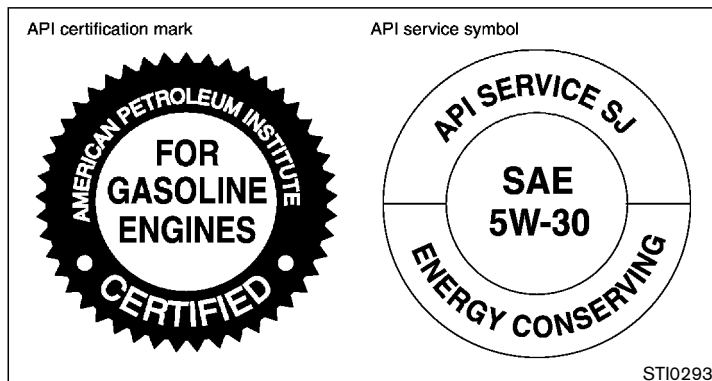 API certification mark
AMERICAN PETROLEUM INSTITUTE
FOR
GASOLINE
ENGINES
CERTIFIED
API service symbol
API SERVICE SJ
SAE
5W-30
ENERGY CONSERVING
STI0293